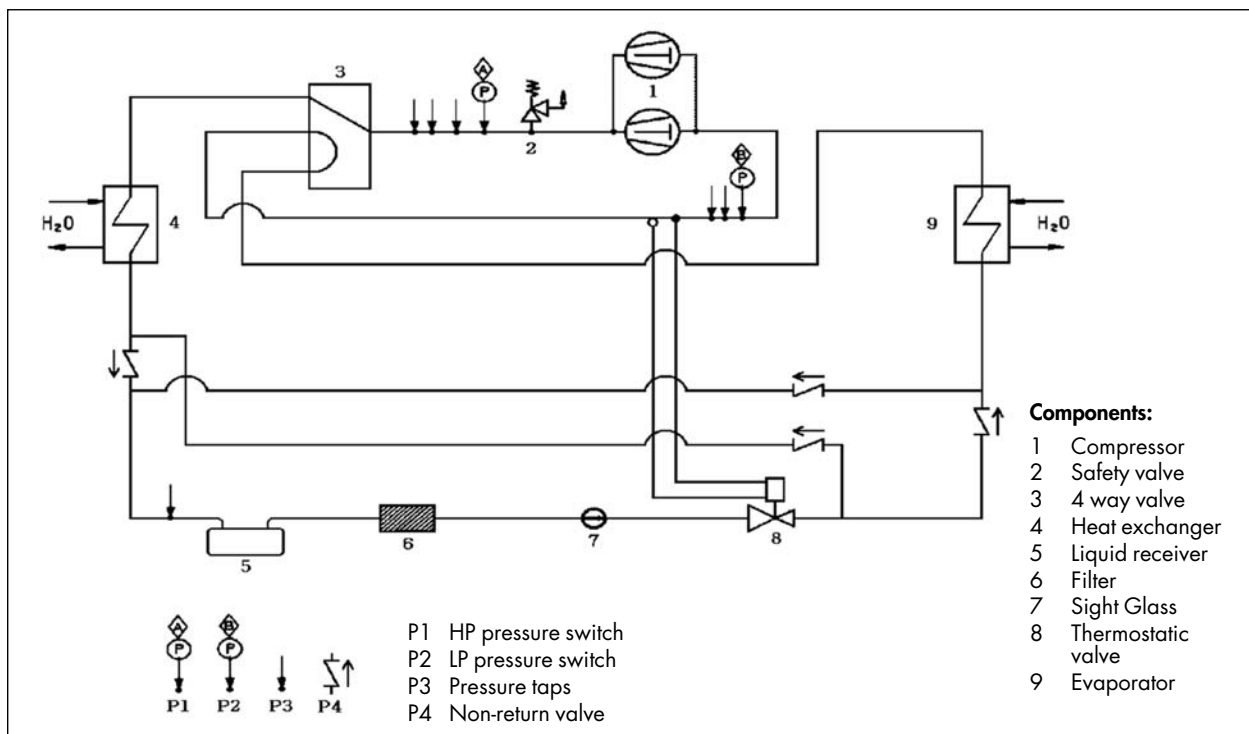 3
A
P
1
2
B
P
H₂O
4
9
H₂O
5
6
7
8
Components:
1 Compressor
2 Safety valve
3 4 way valve
4 Heat exchanger
5 Liquid receiver
6 Filter
7 Sight Glass
8 Thermostatic
valve
9 Evaporator
A
P
P1
B
P
P2
P3
P4
P1 HP pressure switch
P2 LP pressure switch
P3 Pressure taps
P4 Non-return valve